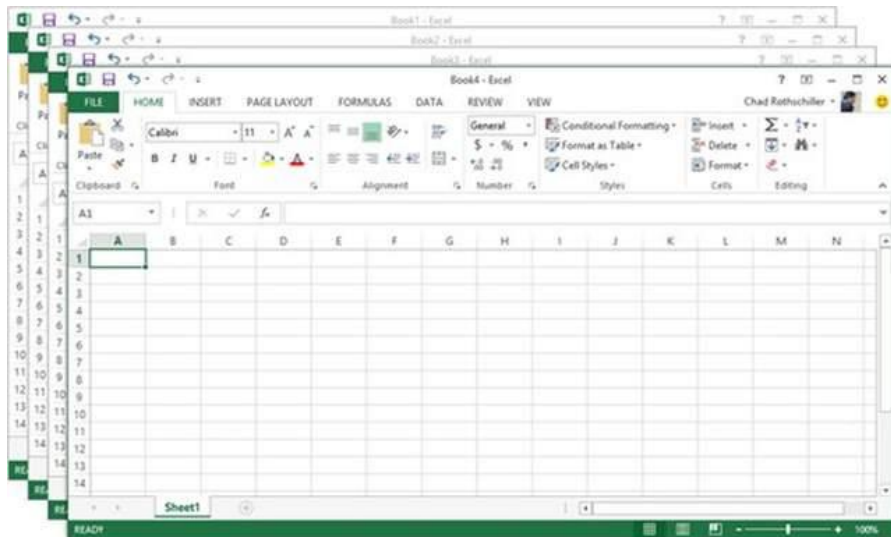 Book1 - Excel
Book2 - Excel
Book3 - Excel
Book4 - Excel
FILE HOME INSERT PAGE LAYOUT FORMULAS DATA REVIEW VIEW Chad Rothschiller
Calibri 11 General Conditional Formatting Insert
Paste B I U $ % Format as Table Delete
Cell Styles Format
Clipboard Font Alignment Number Styles Cells Editing
A1 fx
A B C D E F G H I J K L M N
1
2
3
4
5
6
7
8
9
10
11
12
13
14
Sheet1
READY 100%